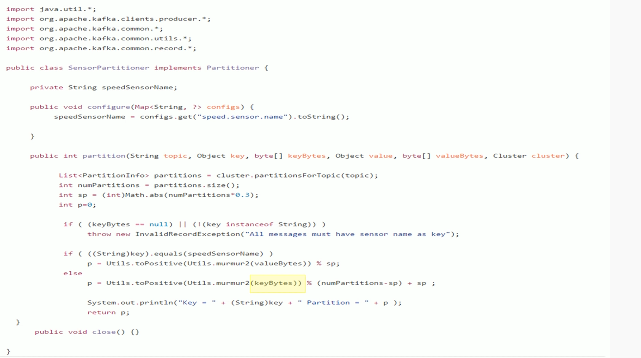 import java.util.*;
import org.apache.kafka.clients.producer.*;
import org.apache.kafka.common.*;
import org.apache.kafka.common.utils.*;
import org.apache.kafka.common.record.*;
public class SensorPartitioner implements Partitioner {
private String speedSensorName;
public void configure(Map<String, ?> configs) {
speedSensorName = configs.get("speed.sensor.name").toString();
}
public int partition(String topic, Object key, byte[] keyBytes, Object value, byte[] valueBytes, Cluster cluster) {
List<PartitionInfo> partitions = cluster.partitionsForTopic(topic);
int numPartitions = partitions.size();
int sp = (int)Math.abs(numPartitions*0.3);
int p=0;
if ( (keyBytes == null) || (!(key instanceof String)) )
throw new InvalidRecordException("All messages must have sensor name as key");
if ( ((String)key).equals(speedSensorName) )
p = Utils.toPositive(Utils.murmur2(valueBytes)) % sp;
else
p = Utils.toPositive(Utils.murmur2(keyBytes)) % (numPartitions-sp) + sp ;
System.out.println("Key = " + (String)key + " Partition = " + p );
return p;
}
public void close() {}
}